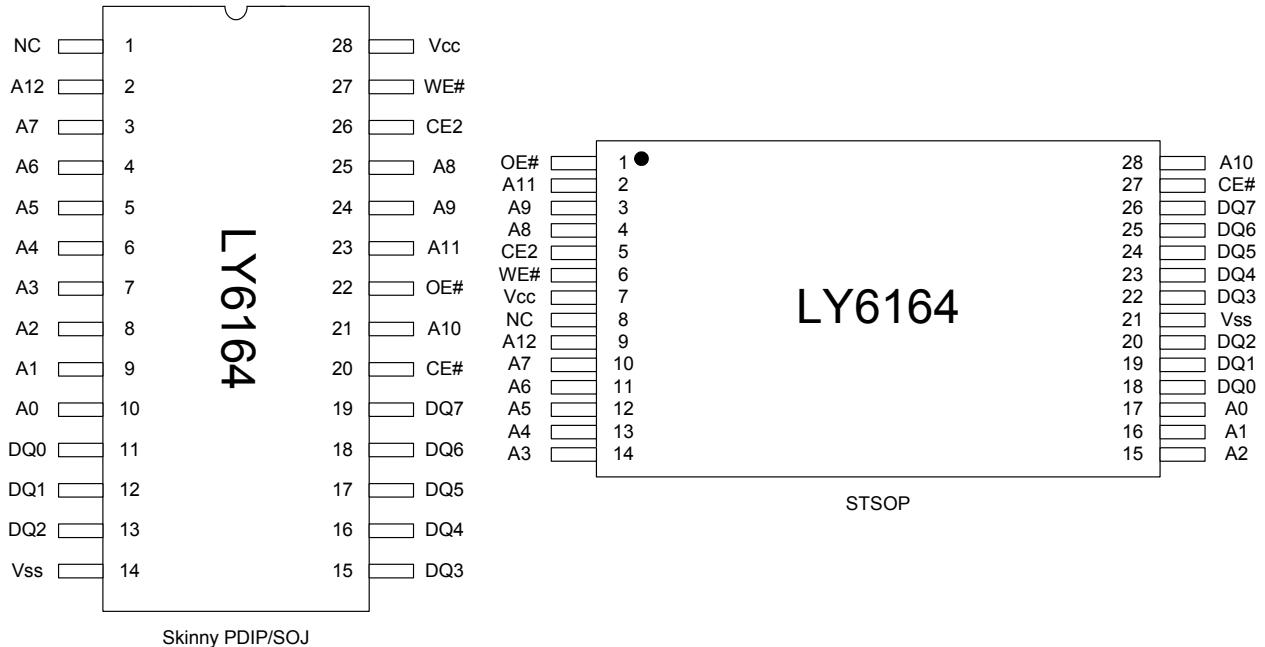 NC 1 28 Vcc
A12 2 27 WE#
A7 3 26 CE2
A6 4 25 A8
A5 5 24 A9
A4 6 23 A11
A3 7 22 OE#
A2 8 21 A10
A1 9 20 CE#
A0 10 19 DQ7
DQ0 11 18 DQ6
DQ1 12 17 DQ5
DQ2 13 16 DQ4
Vss 14 15 DQ3
LY6164
Skinny PDIP/SOJ
OE# 1 28 A10
A11 2 27 CE#
A9 3 26 DQ7
A8 4 25 DQ6
CE2 5 24 DQ5
WE# 6 23 DQ4
Vcc 7 22 DQ3
NC 8 21 Vss
A12 9 20 DQ2
A7 10 19 DQ1
A6 11 18 DQ0
A5 12 17 A0
A4 13 16 A1
A3 14 15 A2
LY6164
STSOP